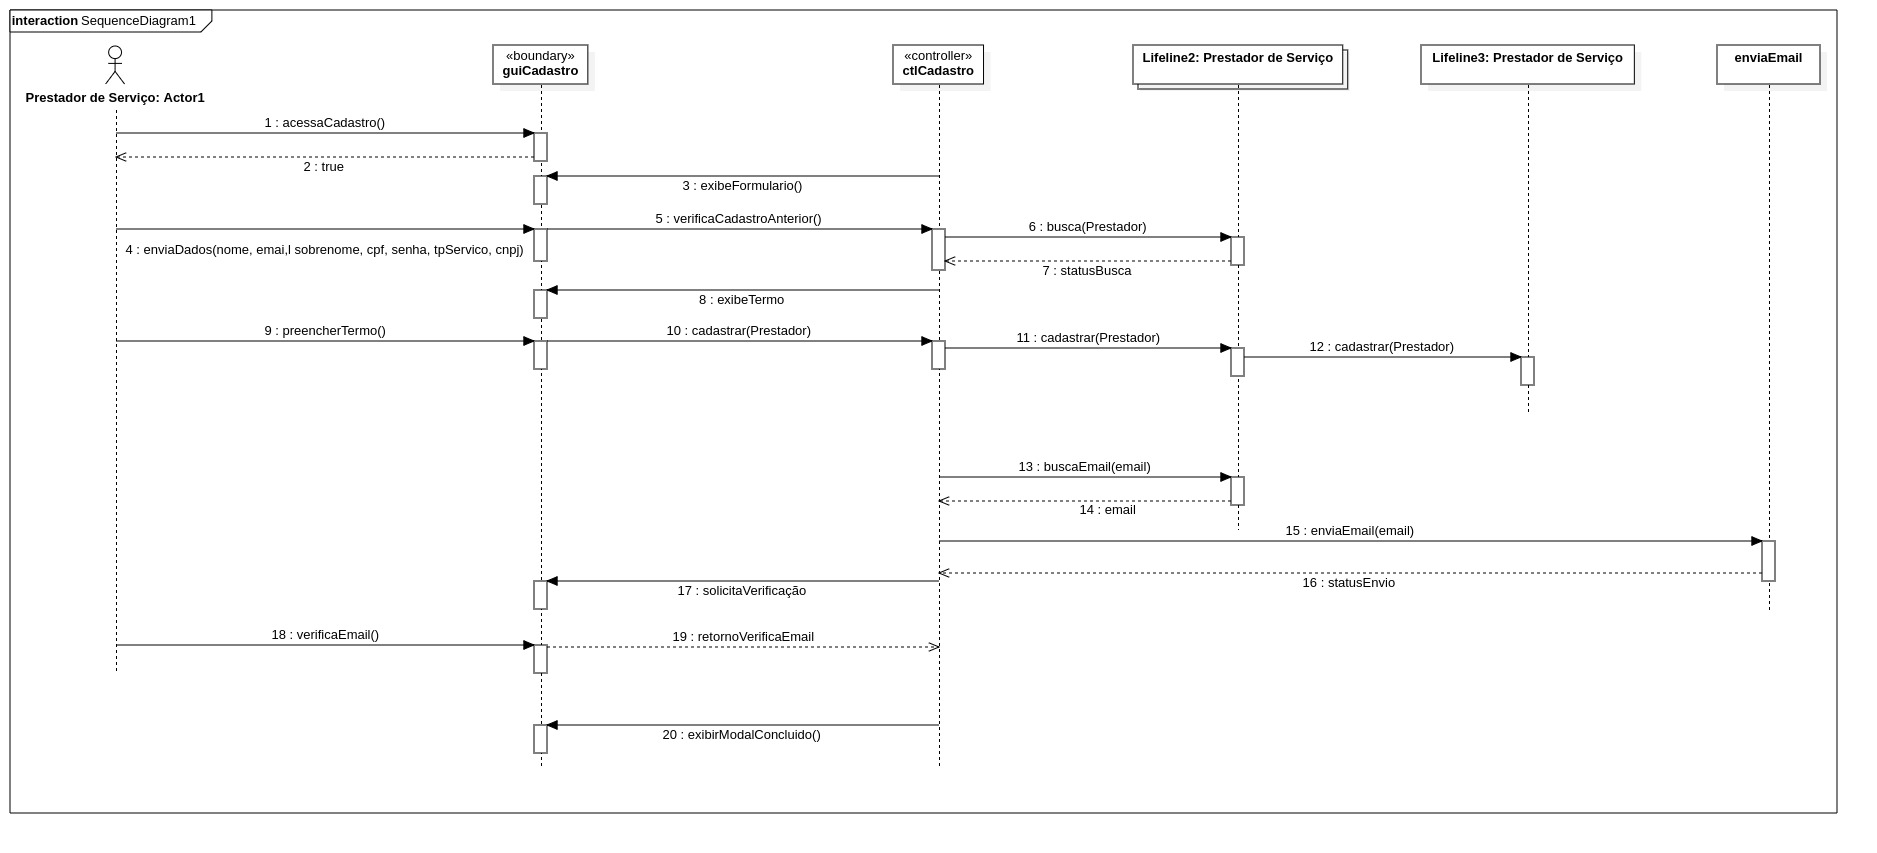 interaction SequenceDiagram1
Prestador de Serviço: Actor1
«boundary»
guiCadastro
«controller»
ctlCadastro
Lifeline2: Prestador de Serviço
Lifeline3: Prestador de Serviço
enviaEmail
1 : acessaCadastro()
2 : true
3 : exibeFormulario()
4 : enviaDados(nome, emai,l sobrenome, cpf, senha, tpServico, cnpj)
5 : verificaCadastroAnterior()
6 : busca(Prestador)
7 : statusBusca
8 : exibeTermo
9 : preencherTermo()
10 : cadastrar(Prestador)
11 : cadastrar(Prestador)
12 : cadastrar(Prestador)
13 : buscaEmail(email)
14 : email
15 : enviaEmail(email)
16 : statusEnvio
17 : solicitaVerificação
18 : verificaEmail()
19 : retornoVerificaEmail
20 : exibirModalConcluido()